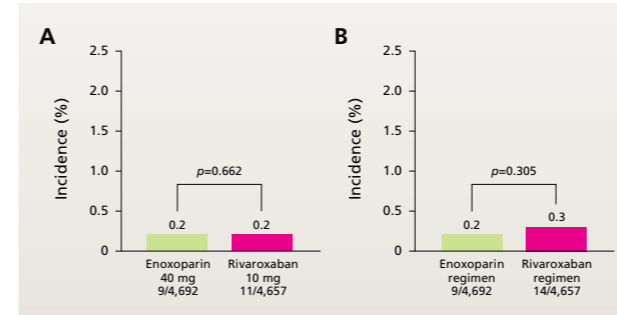 A
B
2.5
2.0
1.5
1.0
0.5
0
Incidence (%)
p=0.662
0.2
0.2
Enoxoparin
40 mg
9/4,692
Rivaroxaban
10 mg
11/4,657
2.5
2.0
1.5
1.0
0.5
0
Incidence (%)
p=0.305
0.2
0.3
Enoxoparin
regimen
9/4,692
Rivaroxaban
regimen
14/4,657